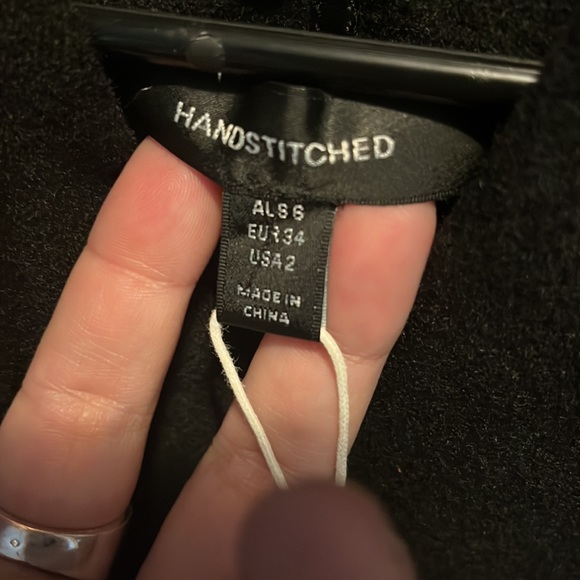 HANDSTITCHED
AUS 6
EUR 34
USA 2
MADE IN
CHINA